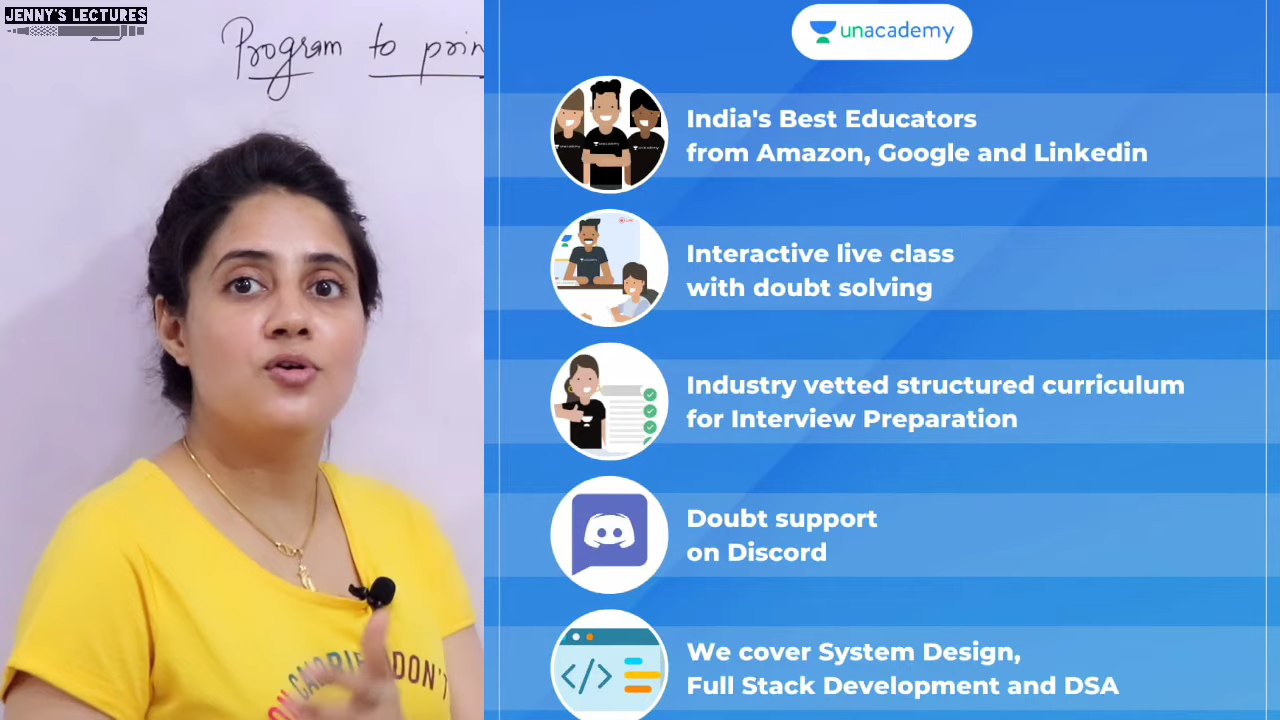 JENNY'S LECTURES
Program to prin
unacademy
India's Best Educators
from Amazon, Google and Linkedin
Interactive live class
with doubt solving
Industry vetted structured curriculum
for Interview Preparation
Doubt support
on Discord
We cover System Design,
Full Stack Development and DSA
DON'T